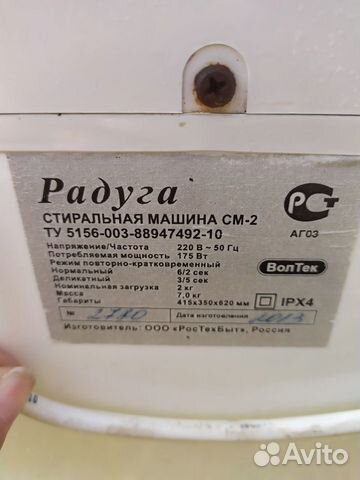 Радуга
СТИРАЛЬНАЯ МАШИНА СМ-2
ТУ 5156-003-88947492-10
Напряжение/Частота 220 В ~ 50 Гц
Потребляемая мощность 175 Вт
Режим повторно-кратковременный
Нормальный 6/2 сек
Деликатный 3/5 сек
Номинальная загрузка 2 кг
Масса 7,0 кг
Габариты 415х350х620 мм
РСТ
АГ03
ВолТек
IPX4
№ 2770 Дата изготовления 2013
Изготовитель: ООО «РосТехБыт», Россия
Avito